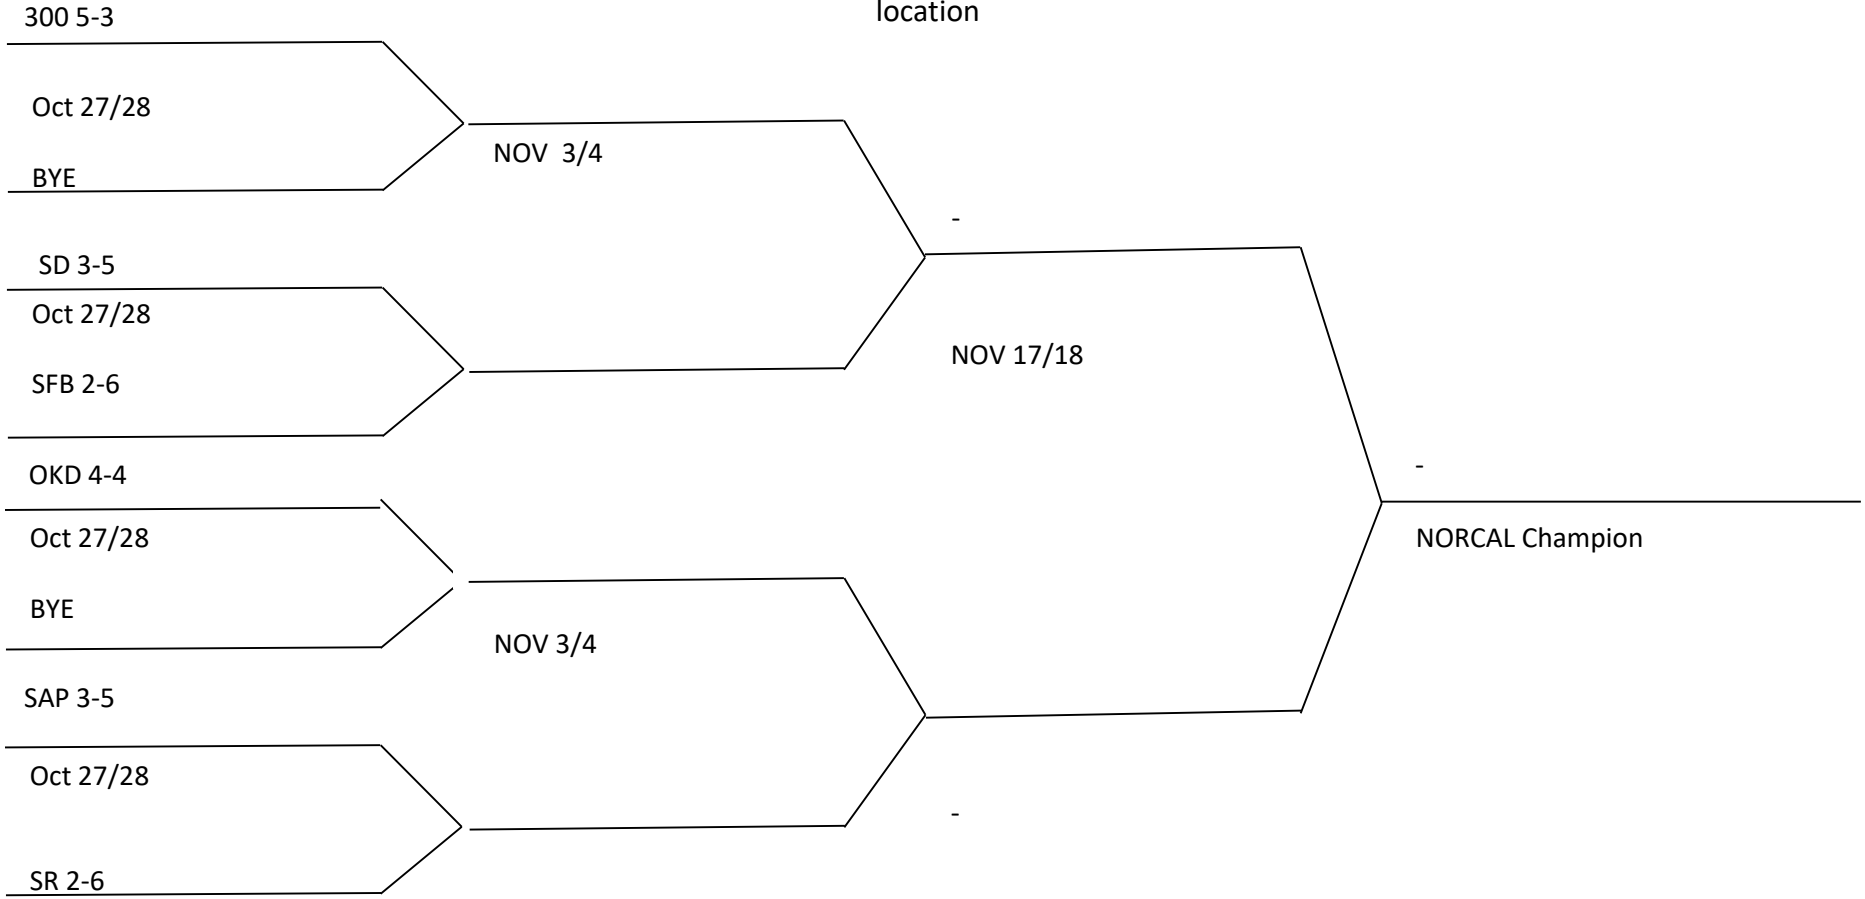 300 5-3
location
Oct 27/28
NOV 3/4
BYE
-
SD 3-5
Oct 27/28
NOV 17/18
SFB 2-6
OKD 4-4
-
Oct 27/28
NORCAL Champion
BYE
NOV 3/4
SAP 3-5
Oct 27/28
-
SR 2-6